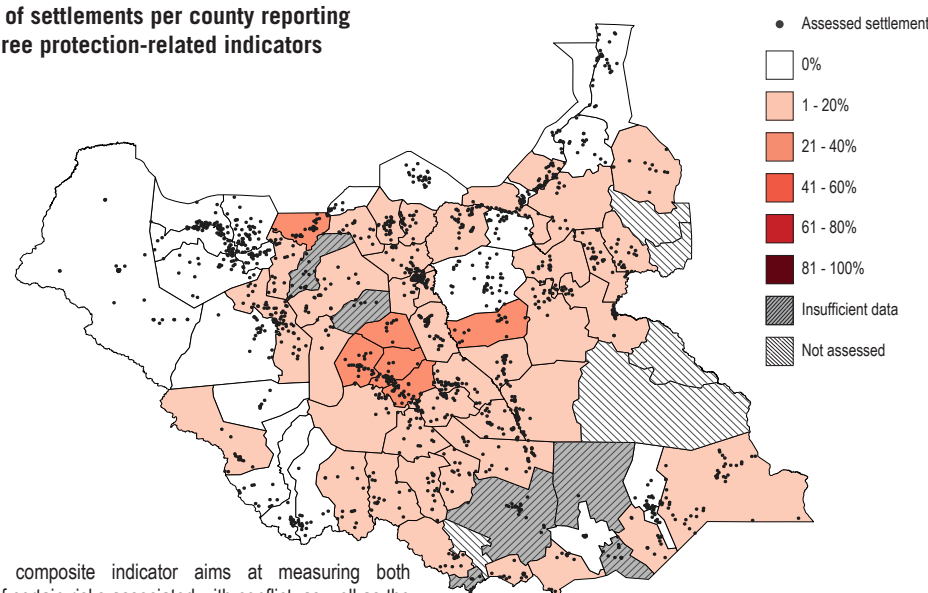 of settlements per county reporting
ree protection-related indicators
Assessed settlement
0%
1 - 20%
21 - 40%
41 - 60%
61 - 80%
81 - 100%
Insufficient data
Not assessed
composite indicator aims at measuring both